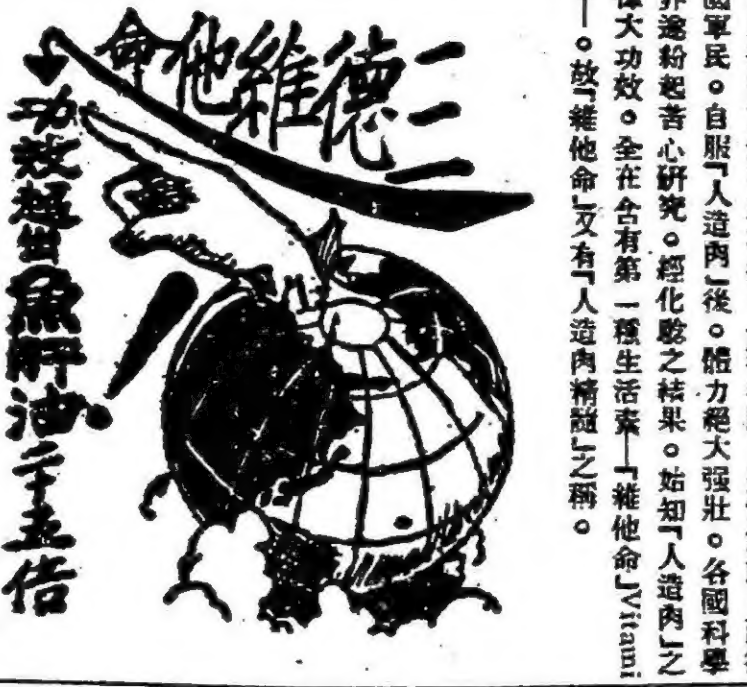 國軍民。自服『人造肉』後。體力絕大强壯。各國科學
界遂紛起苦心研究。經化驗之結果。始知『人造肉』之
偉大功效。全在含有第一種生活素—『維他命』Vitami
—。故『維他命』又有『人造肉精髓』之稱。
三德維他命
功效超出魚肝油二十五倍